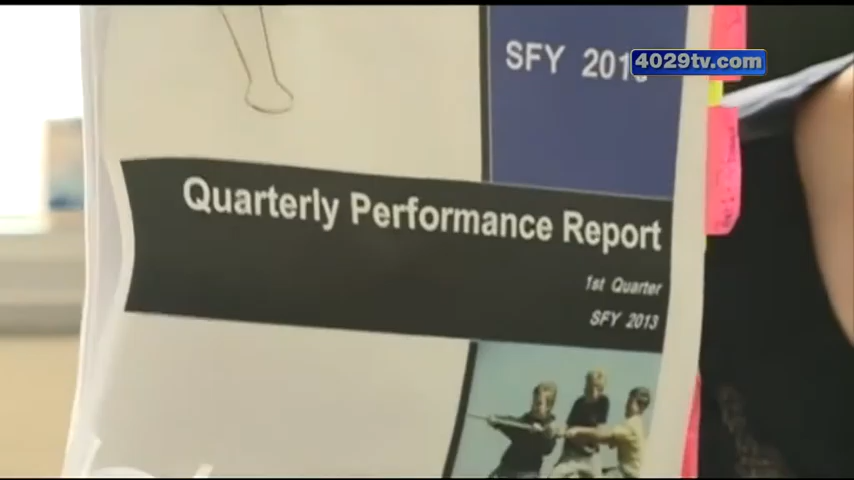 SFY 201
4029tv.com
Quarterly Performance Report
1st Quarter
SFY 2013